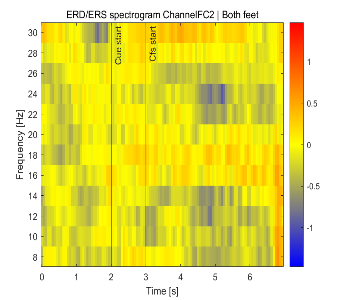 ERD/ERS spectrogram ChannelFC2 | Both feet
Frequency [Hz]
30
28
26
24
22
20
18
16
14
12
10
8
Cue start
Cfs start
0 1 2 3 4 5 6
Time [s]
1
0.5
0
-0.5
-1